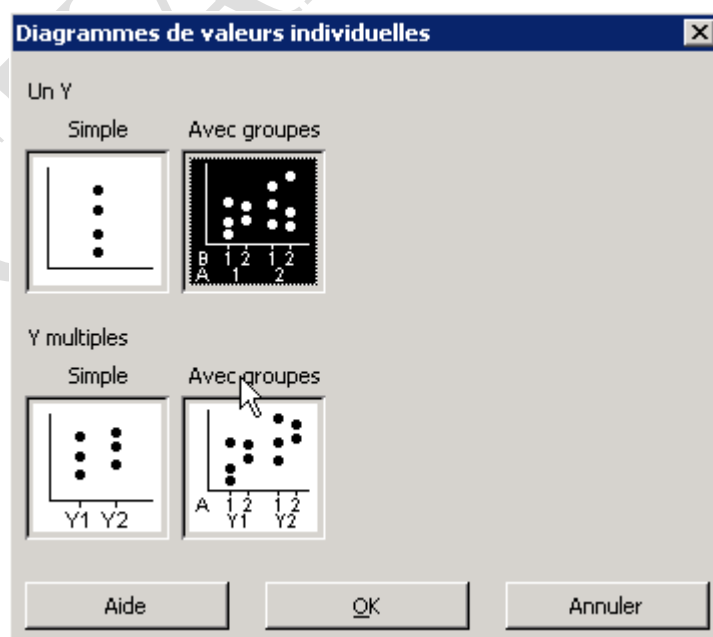 Diagrammes de valeurs individuelles
Un Y
Simple Avec groupes
B 1 2 1 2
A 1 2
Y multiples
Simple Avec groupes
Y1 Y2
A 1 2 1 2
Y1 Y2
Aide OK Annuler